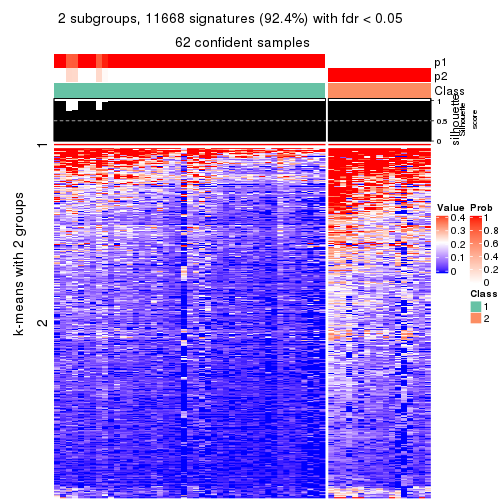 2 subgroups, 11668 signatures (92.4%) with fdr < 0.05
62 confident samples
p1
p2
Class
1
0.5
0
silhouette
Silhouette
score
k-means with 2 groups
1
2
Value
0.4
0.3
0.2
0.1
0
Prob
1
0.8
0.6
0.4
0.2
0
Class
1
2